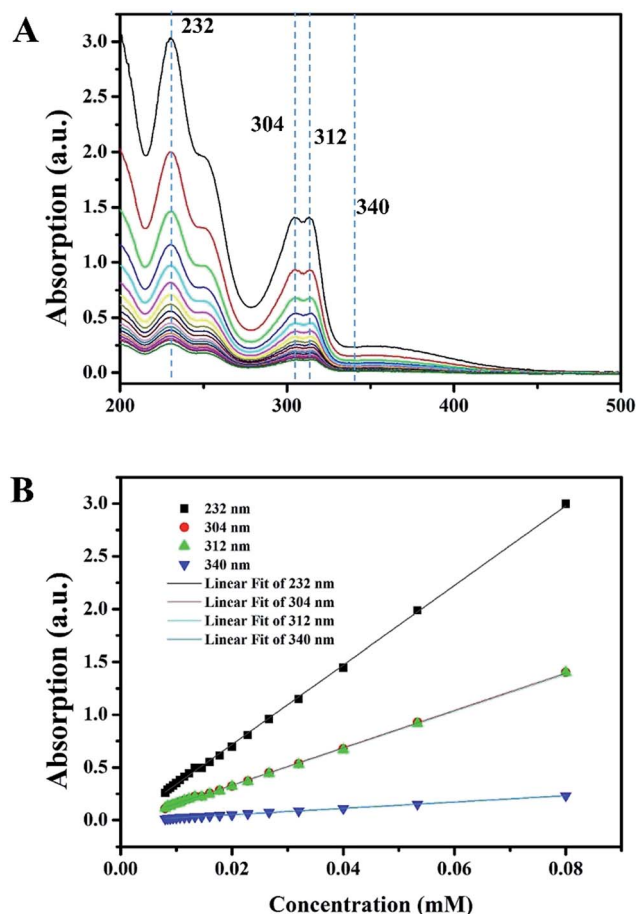 A
232
304
312
340
3.0
2.5
2.0
1.5
1.0
0.5
0.0
Absorption (a.u.)
200 300 400 500
B
232 nm
304 nm
312 nm
340 nm
Linear Fit of 232 nm
Linear Fit of 304 nm
Linear Fit of 312 nm
Linear Fit of 340 nm
3.0
2.5
2.0
1.5
1.0
0.5
0.0
Absorption (a.u.)
0.00 0.02 0.04 0.06 0.08
Concentration (mM)